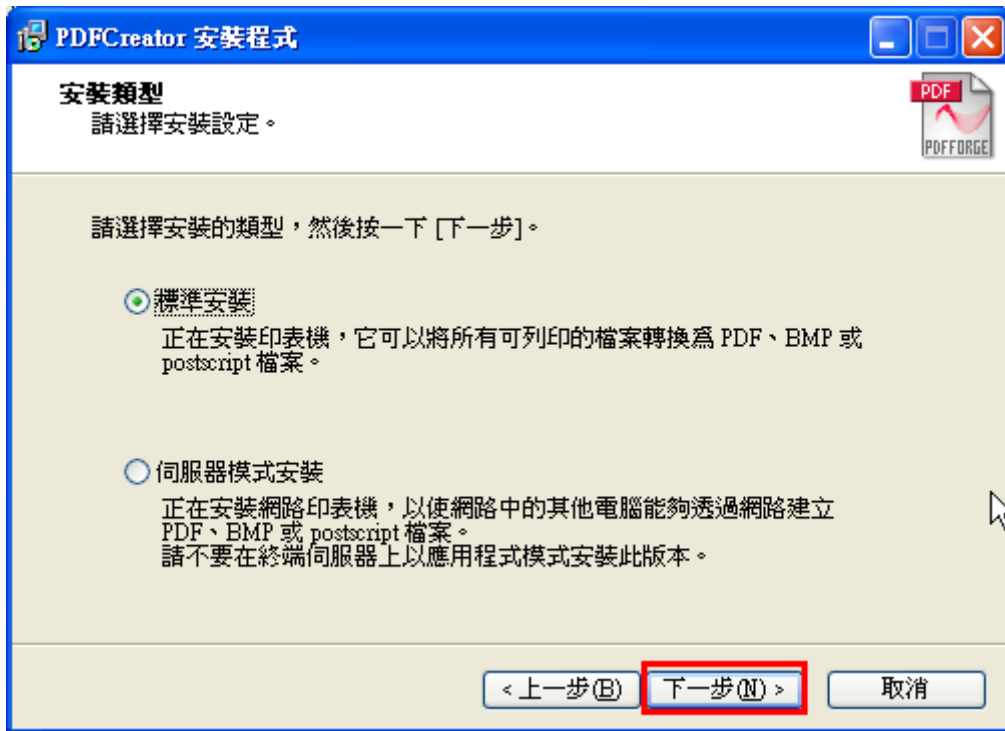 PDFCreator 安裝程式
安裝類型
請選擇安裝設定。
PDF
PDFFORGE
請選擇安裝的類型，然後按一下 [下一步]。
標準安裝
正在安裝印表機，它可以將所有可列印的檔案轉換為 PDF、BMP 或
postscript 檔案。
伺服器模式安裝
正在安裝網路印表機，以使網路中的其他電腦能夠透過網路建立
PDF、BMP 或 postscript 檔案。
請不要在終端伺服器上以應用程式模式安裝此版本。
< 上一步(B)
下一步(N) >
取消